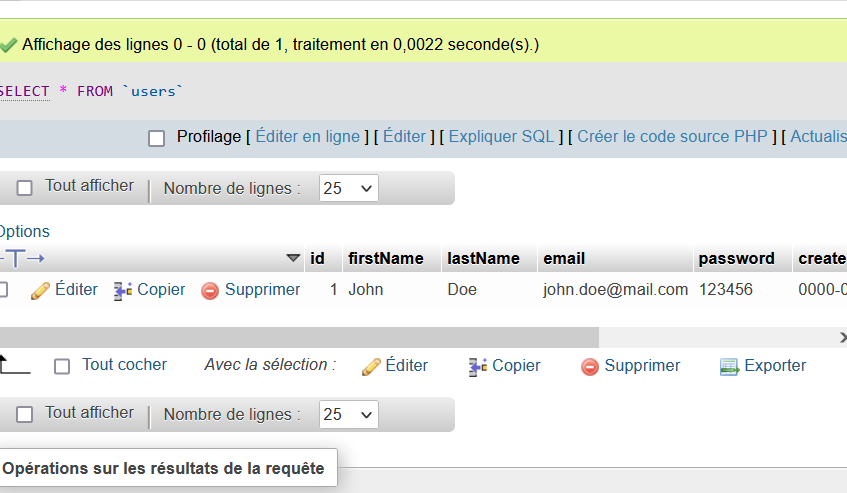 Affichage des lignes 0 - 0 (total de 1, traitement en 0,0022 seconde(s).)
SELECT * FROM `users`
Profilage [ Éditer en ligne ] [ Éditer ] [ Expliquer SQL ] [ Créer le code source PHP ] [ Actualis
Tout afficher Nombre de lignes : 25
Options
id firstName lastName email password create
Éditer Copier Supprimer 1 John Doe john.doe@mail.com 123456 0000-0
Tout cocher Avec la sélection : Éditer Copier Supprimer Exporter
Tout afficher Nombre de lignes : 25
Opérations sur les résultats de la requête